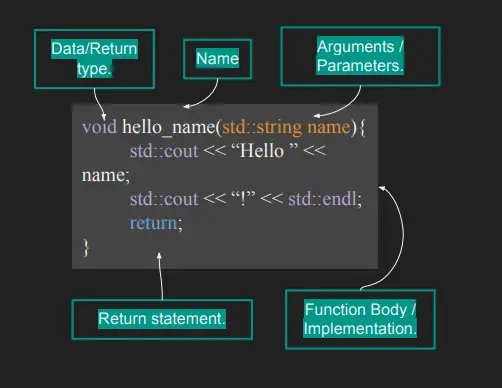 Data/Return
type.
Name
Arguments /
Parameters.
void hello_name(std::string name){
std::cout << “Hello ” <<
name;
std::cout << “!” << std::endl;
return;
}
Return statement.
Function Body /
Implementation.